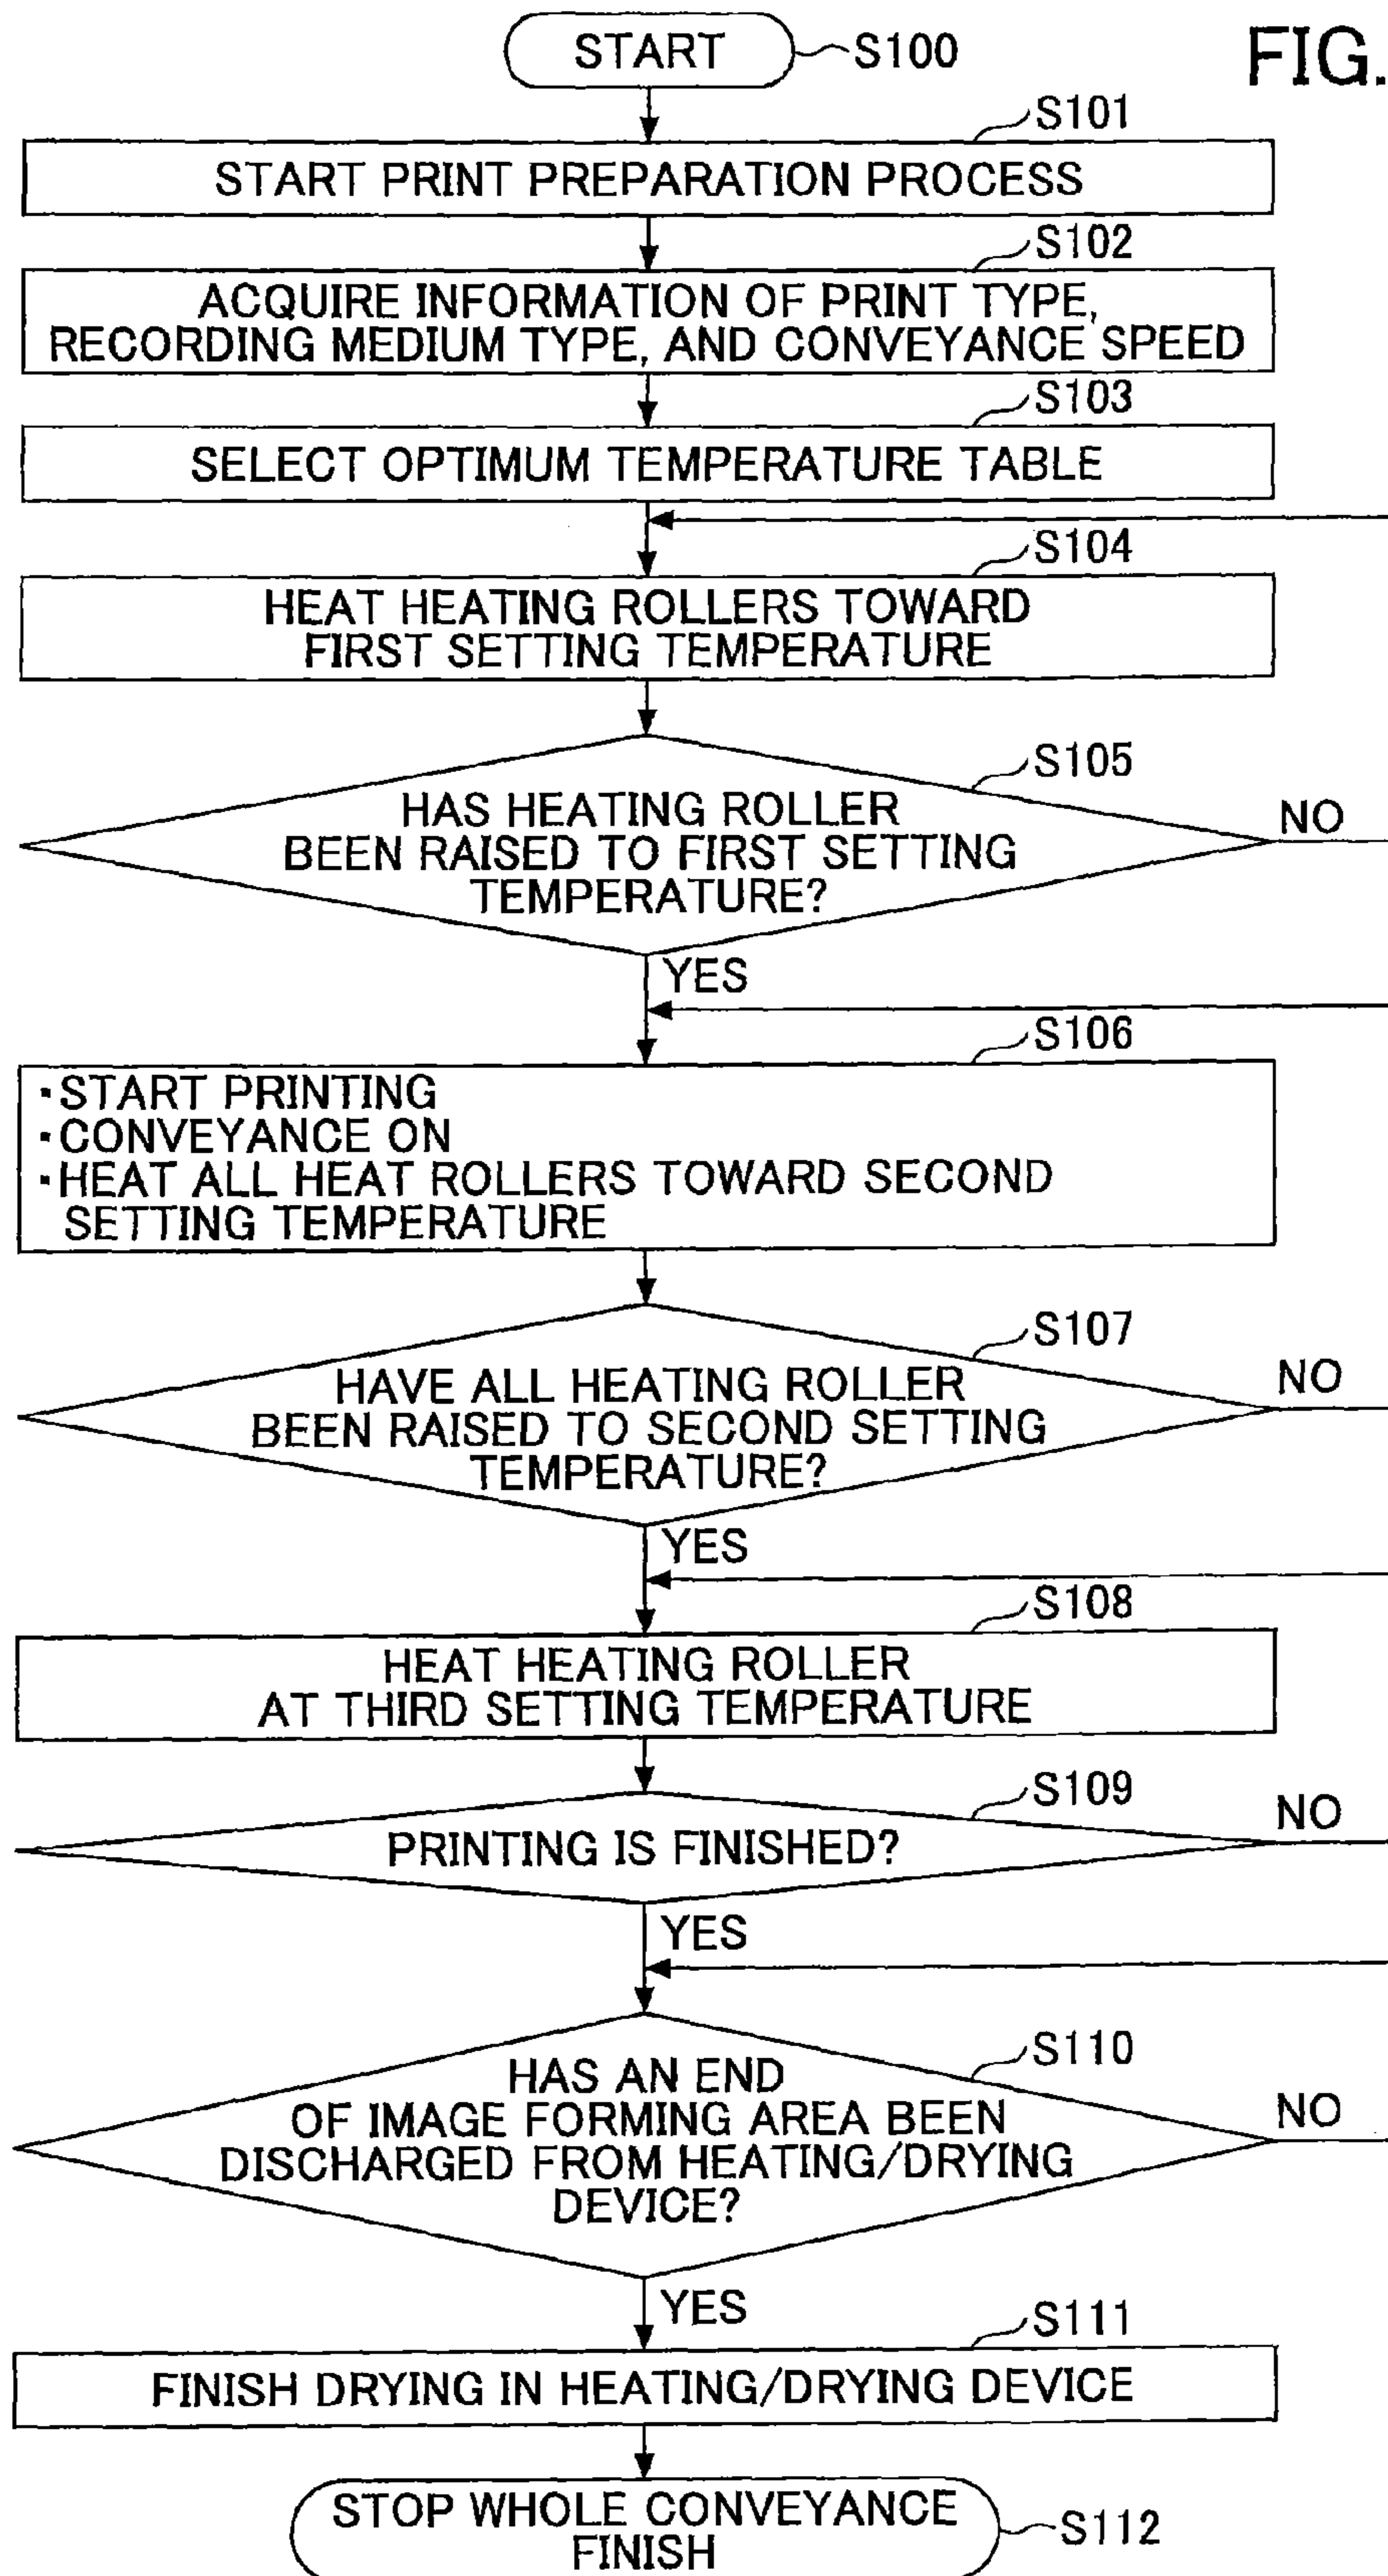 START
S100
FIG.
S101
START PRINT PREPARATION PROCESS
S102
ACQUIRE INFORMATION OF PRINT TYPE,
RECORDING MEDIUM TYPE, AND CONVEYANCE SPEED
S103
SELECT OPTIMUM TEMPERATURE TABLE
S104
HEAT HEATING ROLLERS TOWARD
FIRST SETTING TEMPERATURE
S105
HAS HEATING ROLLER
BEEN RAISED TO FIRST SETTING
TEMPERATURE?
NO
YES
S106
・START PRINTING
・CONVEYANCE ON
・HEAT ALL HEAT ROLLERS TOWARD SECOND
SETTING TEMPERATURE
S107
HAVE ALL HEATING ROLLER
BEEN RAISED TO SECOND SETTING
TEMPERATURE?
NO
YES
S108
HEAT HEATING ROLLER
AT THIRD SETTING TEMPERATURE
S109
PRINTING IS FINISHED?
NO
YES
S110
HAS AN END
OF IMAGE FORMING AREA BEEN
DISCHARGED FROM HEATING/DRYING
DEVICE?
NO
YES
S111
FINISH DRYING IN HEATING/DRYING DEVICE
STOP WHOLE CONVEYANCE
FINISH
S112